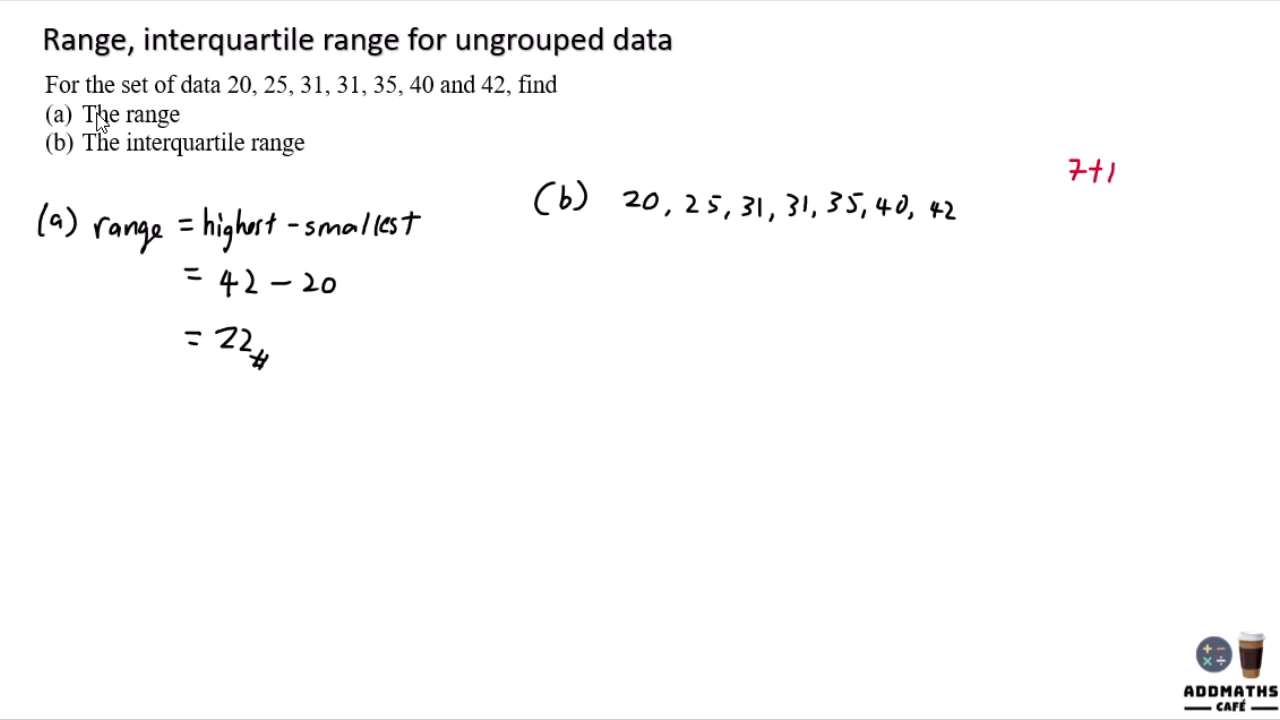 Range, interquartile range for ungrouped data
For the set of data 20, 25, 31, 31, 35, 40 and 42, find
(a) The range
(b) The interquartile range
(a) range = highest - smallest
= 42 - 20
= 22
(b) 20, 25, 31, 31, 35, 40, 42
7+1
+ - × ÷
ADDMATHS
CAFÉ